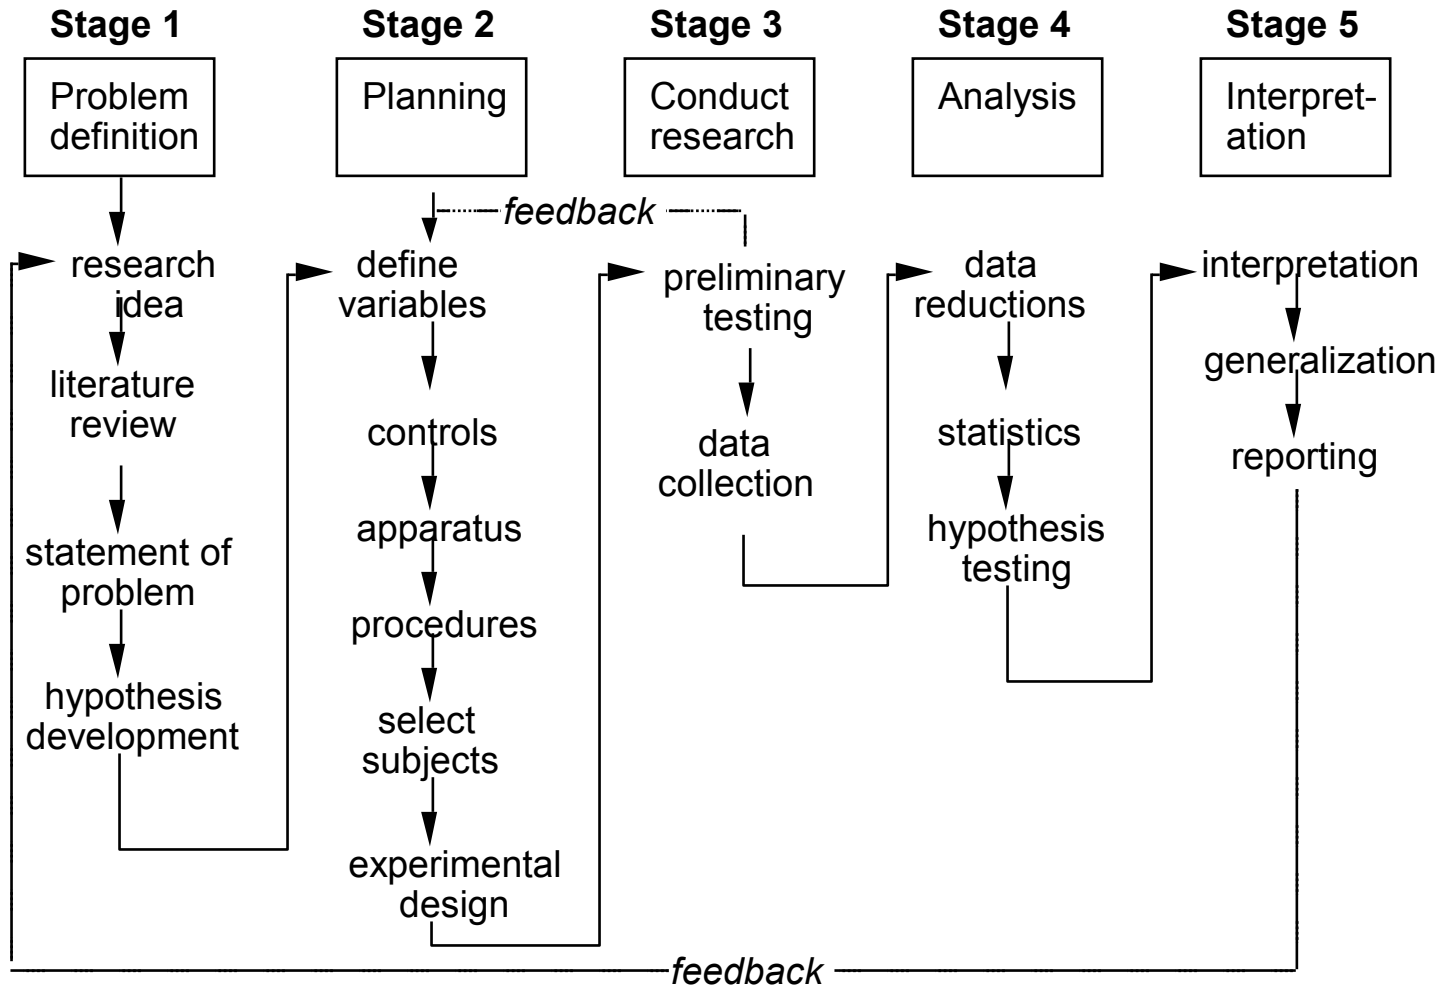 Stage 1
Stage 2
Stage 3
Stage 4
Stage 5
Problem
definition
Planning
Conduct
research
Analysis
Interpret-
ation
feedback
research
idea
literature
review
statement of
problem
hypothesis
development
define
variables
controls
apparatus
procedures
select
subjects
experimental
design
preliminary
testing
data
collection
data
reductions
statistics
hypothesis
testing
interpretation
generalization
reporting
feedback